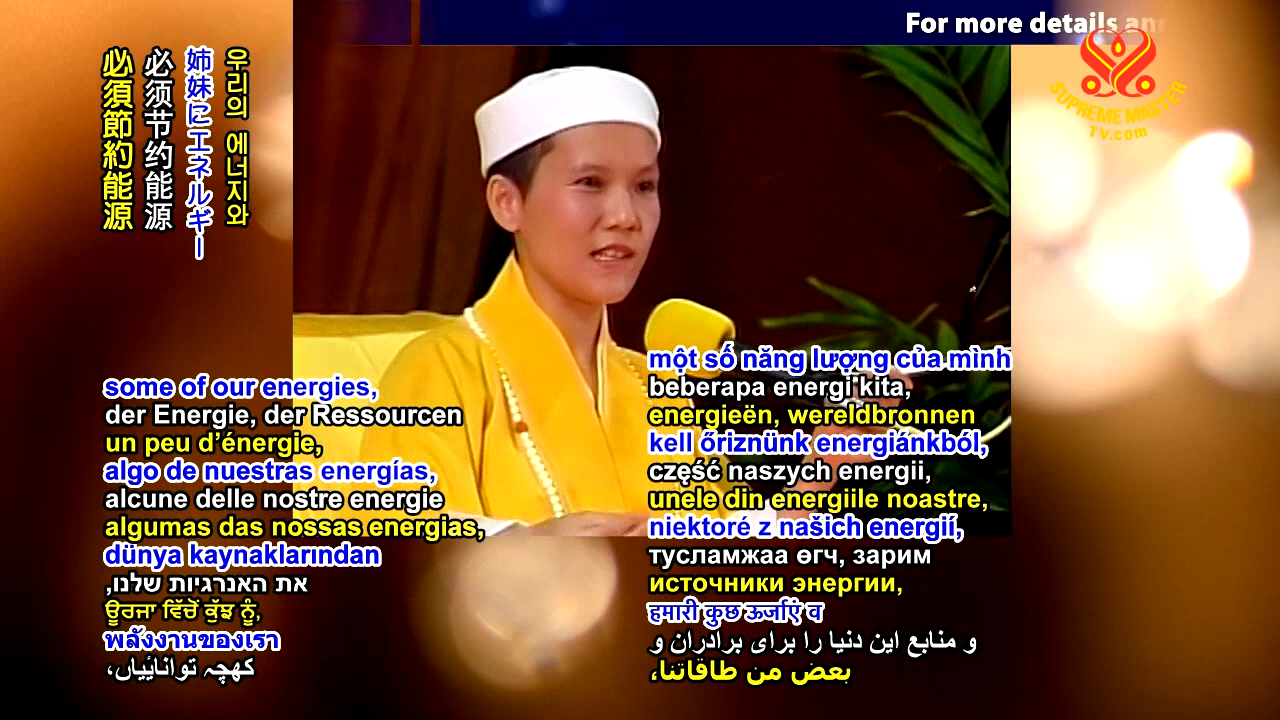 For more details an
SUPREME MASTER
TV.com
必須節約能源
必须节约能源
姉妹にエネルギー
우리의 에너지와
some of our energies,
der Energie, der Ressourcen
un peu d’énergie,
algo de nuestras energías,
alcune delle nostre energie
algumas das nossas energias,
dünya kaynaklarından
את האנרגיות שלנו,
ਊਰਜਾ ਵਿੱਚੋਂ ਕੁੱਝ ਨੂੰ,
พลังงานของเรา
کهچہ توانائیاں،
một số năng lượng của mình
beberapa energi kita,
energieën, wereldbronnen
kell őriznünk energiánkból,
część naszych energii,
unele din energiile noastre,
niektoré z našich energií,
тусламжаа өгч, зарим
источники энергии,
हमारी कुछ ऊर्जाएं व
و منابع این دنیا را برای برادران و
بعض من طاقاتنا،